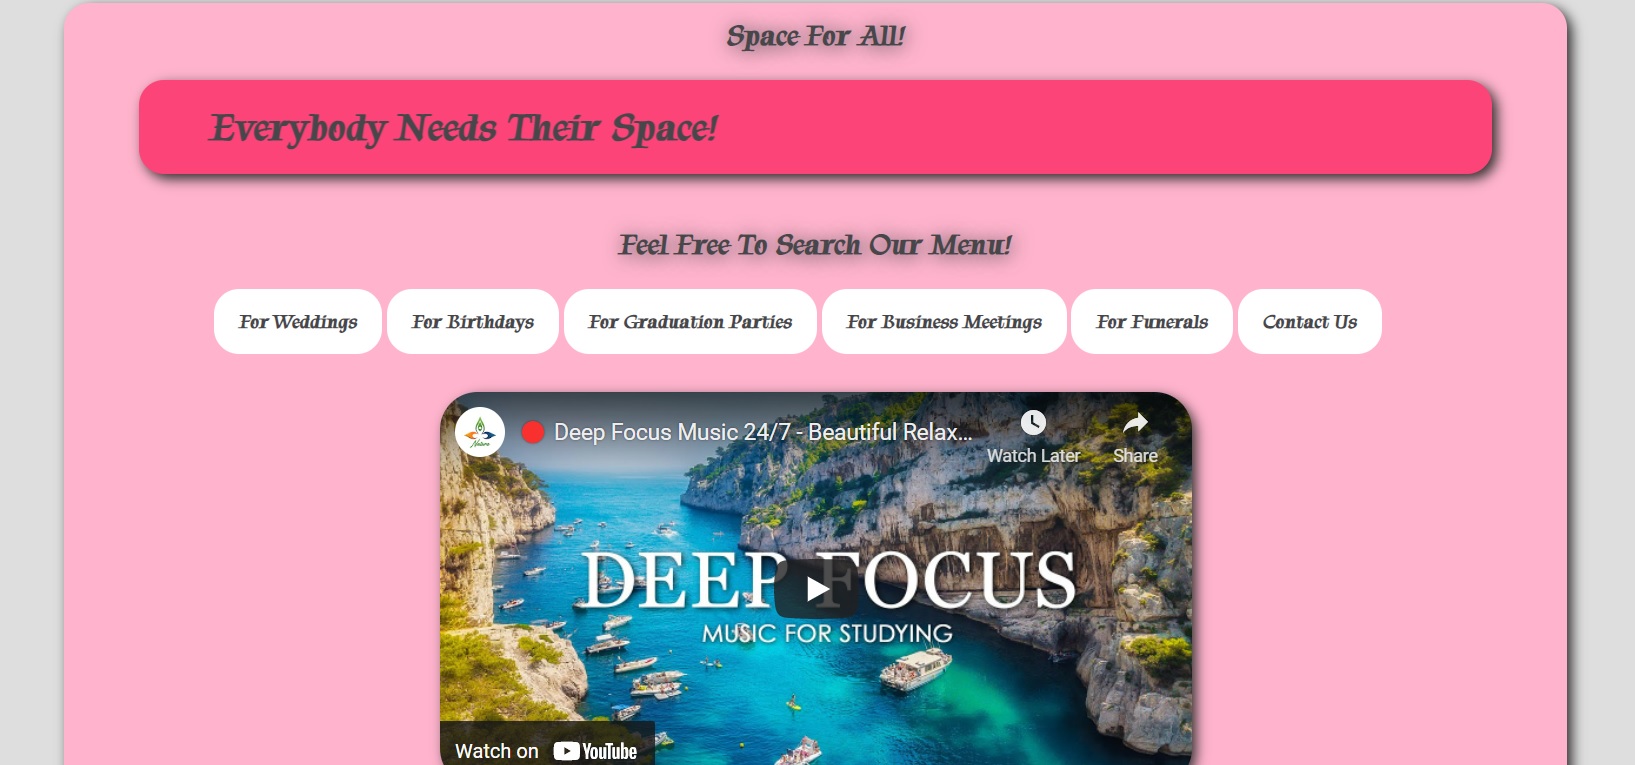 Space For All!
Everybody Needs Their Space!
Feel Free To Search Our Menu!
For Weddings
For Birthdays
For Graduation Parties
For Business Meetings
For Funerals
Contact Us
Deep Focus Music 24/7 - Beautiful Relax...
Watch Later
Share
Nature
DEEP FOCUS
MUSIC FOR STUDYING
Watch on YouTube